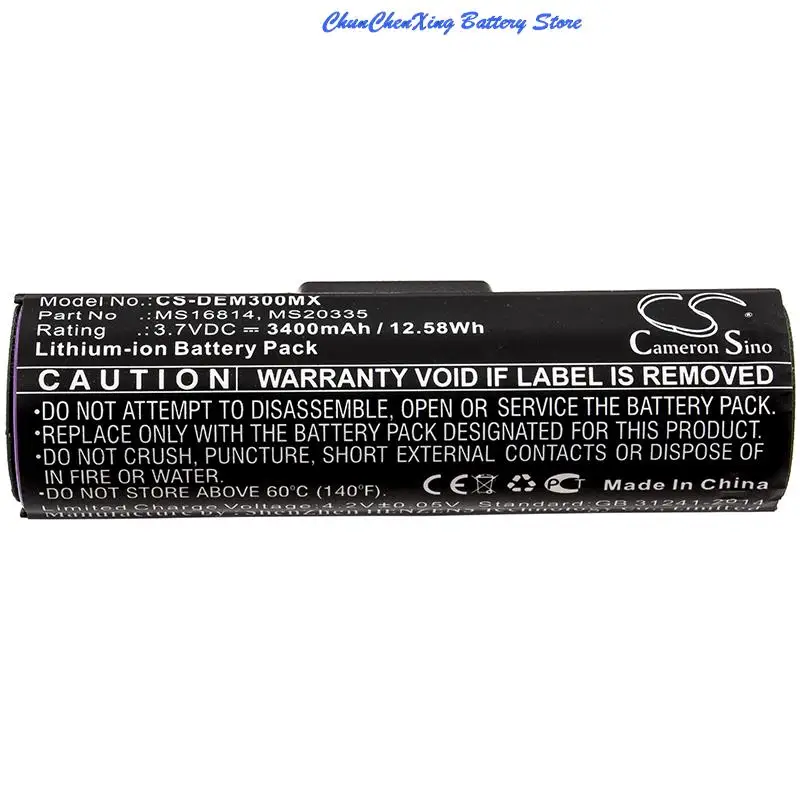 ChunChenXing Battery Store
Model No.:CS-DEM300MX
Part No :MS16814, MS20335
Rating :3.7VDC ⎓ 3400mAh / 12.58Wh
Lithium-ion Battery Pack
CS
Cameron Sino
CAUTION WARRANTY VOID IF LABEL IS REMOVED
•DO NOT ATTEMPT TO DISASSEMBLE, OPEN OR SERVICE THE BATTERY PACK.
•REPLACE ONLY WITH THE BATTERY PACK DESIGNATED FOR THIS PRODUCT.
•DO NOT CRUSH, PUNCTURE, SHORT EXTERNAL CONTACTS OR DISPOSE OF
IN FIRE OR WATER.
•DO NOT STORE ABOVE 60°C (140°F).
CE FC PCT Made In China
Limited Charge Voltage 4.2V±0.05V Standard: GB 31241-2014